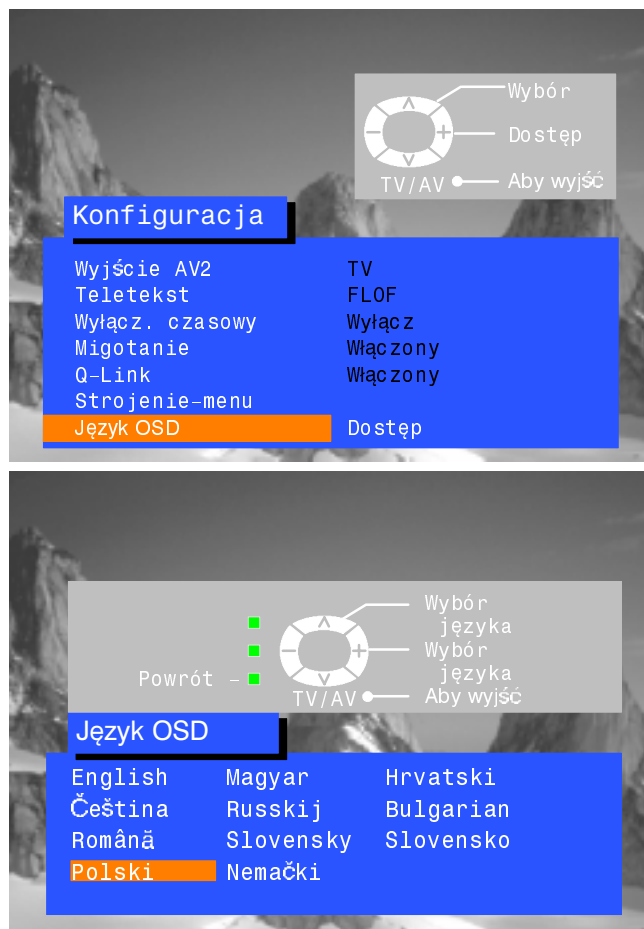 Wybór
Dostęp
TV/AV Aby wyjść
Konfiguracja
Wyjście AV2 TV
Teletekst FLOF
Wyłącz. czasowy Wyłącz
Migotanie Włączony
Q-Link Włączony
Strojenie-menu
Język OSD Dostęp
Wybór
języka
Wybór
języka
Powrót -
TV/AV Aby wyjść
Język OSD
English Magyar Hrvatski
Čeština Russkij Bulgarian
Română Slovensky Slovensko
Polski Nemački